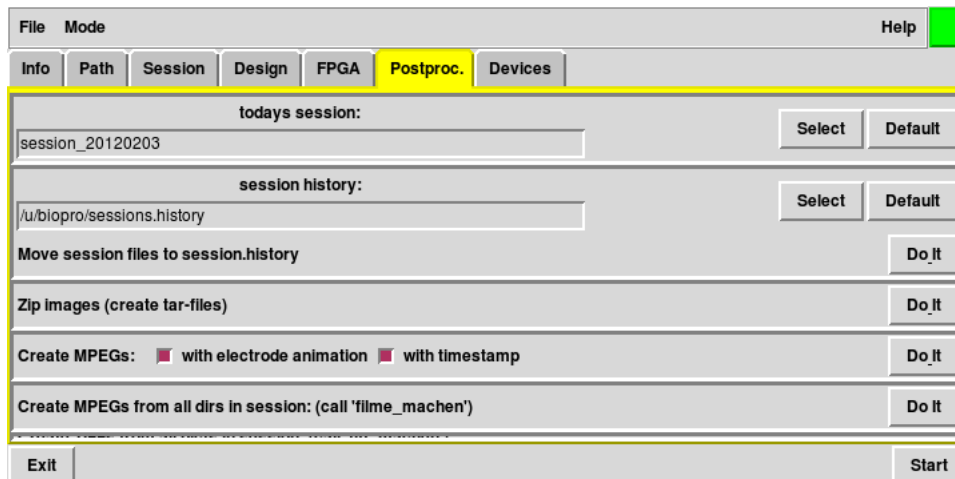 File Mode Help
Info Path Session Design FPGA Postproc. Devices
todays session:
Select Default
session_20120203
session history:
Select Default
/u/biopro/sessions.history
Move session files to session.history Do It
Zip images (create tar-files) Do It
Create MPEGs: with electrode animation with timestamp Do It
Create MPEGs from all dirs in session: (call 'filme_machen') Do It
Exit Start